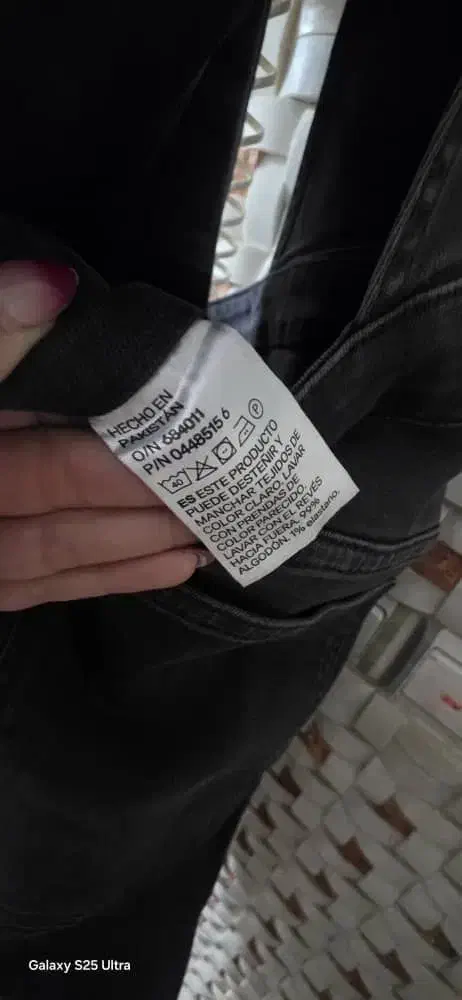 HECHO EN
PAKISTÁN
O/N 684011
P/N 0448515 6
40 P
ES ESTE PRODUCTO
PUEDE DESTEÑIR Y
MANCHAR TEJIDOS DE
COLOR CLARO. LAVAR
CON PRENDAS DE
COLOR PARECIDO.
LAVAR CON EL REVÉS
HACIA FUERA. 99%
ALGODÓN, 1% elastano.
Galaxy S25 Ultra